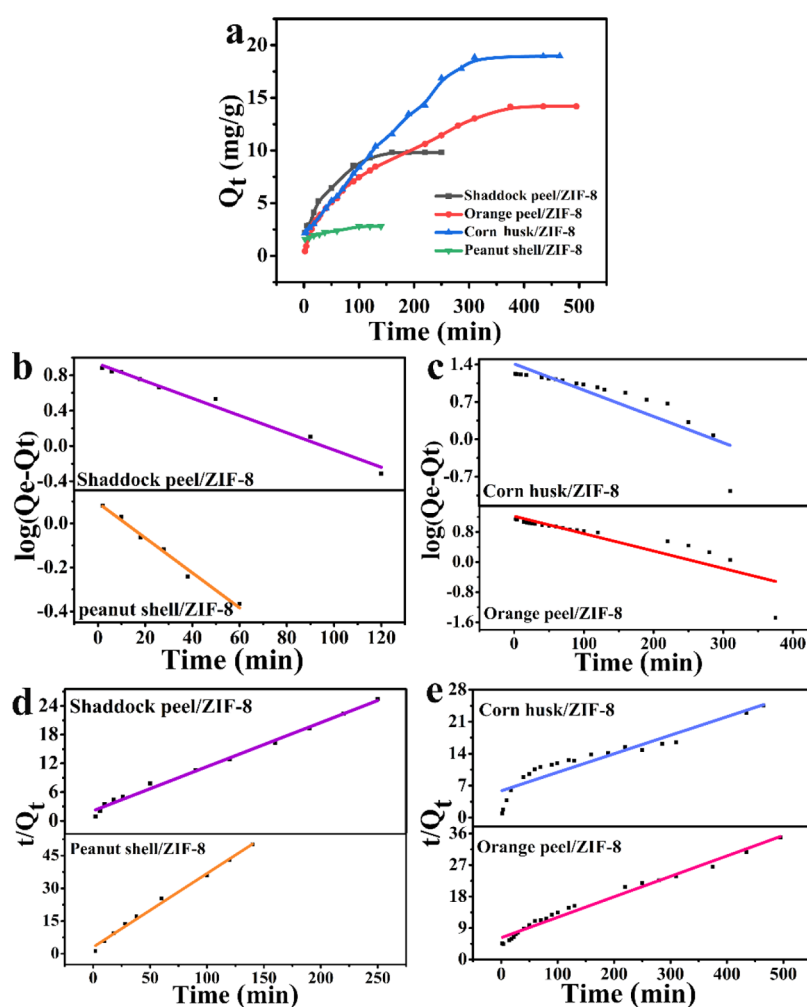 a
Qt (mg/g)
20
15
10
5
0
Shaddock peel/ZIF-8
Orange peel/ZIF-8
Corn husk/ZIF-8
Peanut shell/ZIF-8
0 100 200 300 400 500
Time (min)
b
log(Qe-Qt)
0.8
0.4
0.0
-0.4
Shaddock peel/ZIF-8
0.0
-0.2
-0.4
peanut shell/ZIF-8
0 20 40 60 80 100 120
Time (min)
c
log(Qe-Qt)
1.4
0.7
0.0
-0.7
Corn husk/ZIF-8
0.8
0.0
-0.8
-1.6
Orange peel/ZIF-8
0 100 200 300 400
Time (min)
d
t/Qt
24
18
12
6
0
Shaddock peel/ZIF-8
45
30
15
0
Peanut shell/ZIF-8
0 50 100 150 200 250
Time (min)
e
t/Qt
28
21
14
7
0
Corn husk/ZIF-8
36
27
18
9
0
Orange peel/ZIF-8
0 100 200 300 400 500
Time (min)